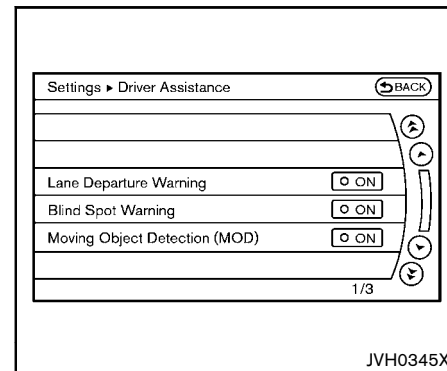 Settings ▸ Driver Assistance BACK
Lane Departure Warning ON
Blind Spot Warning ON
Moving Object Detection (MOD) ON
1/3
JVH0345X